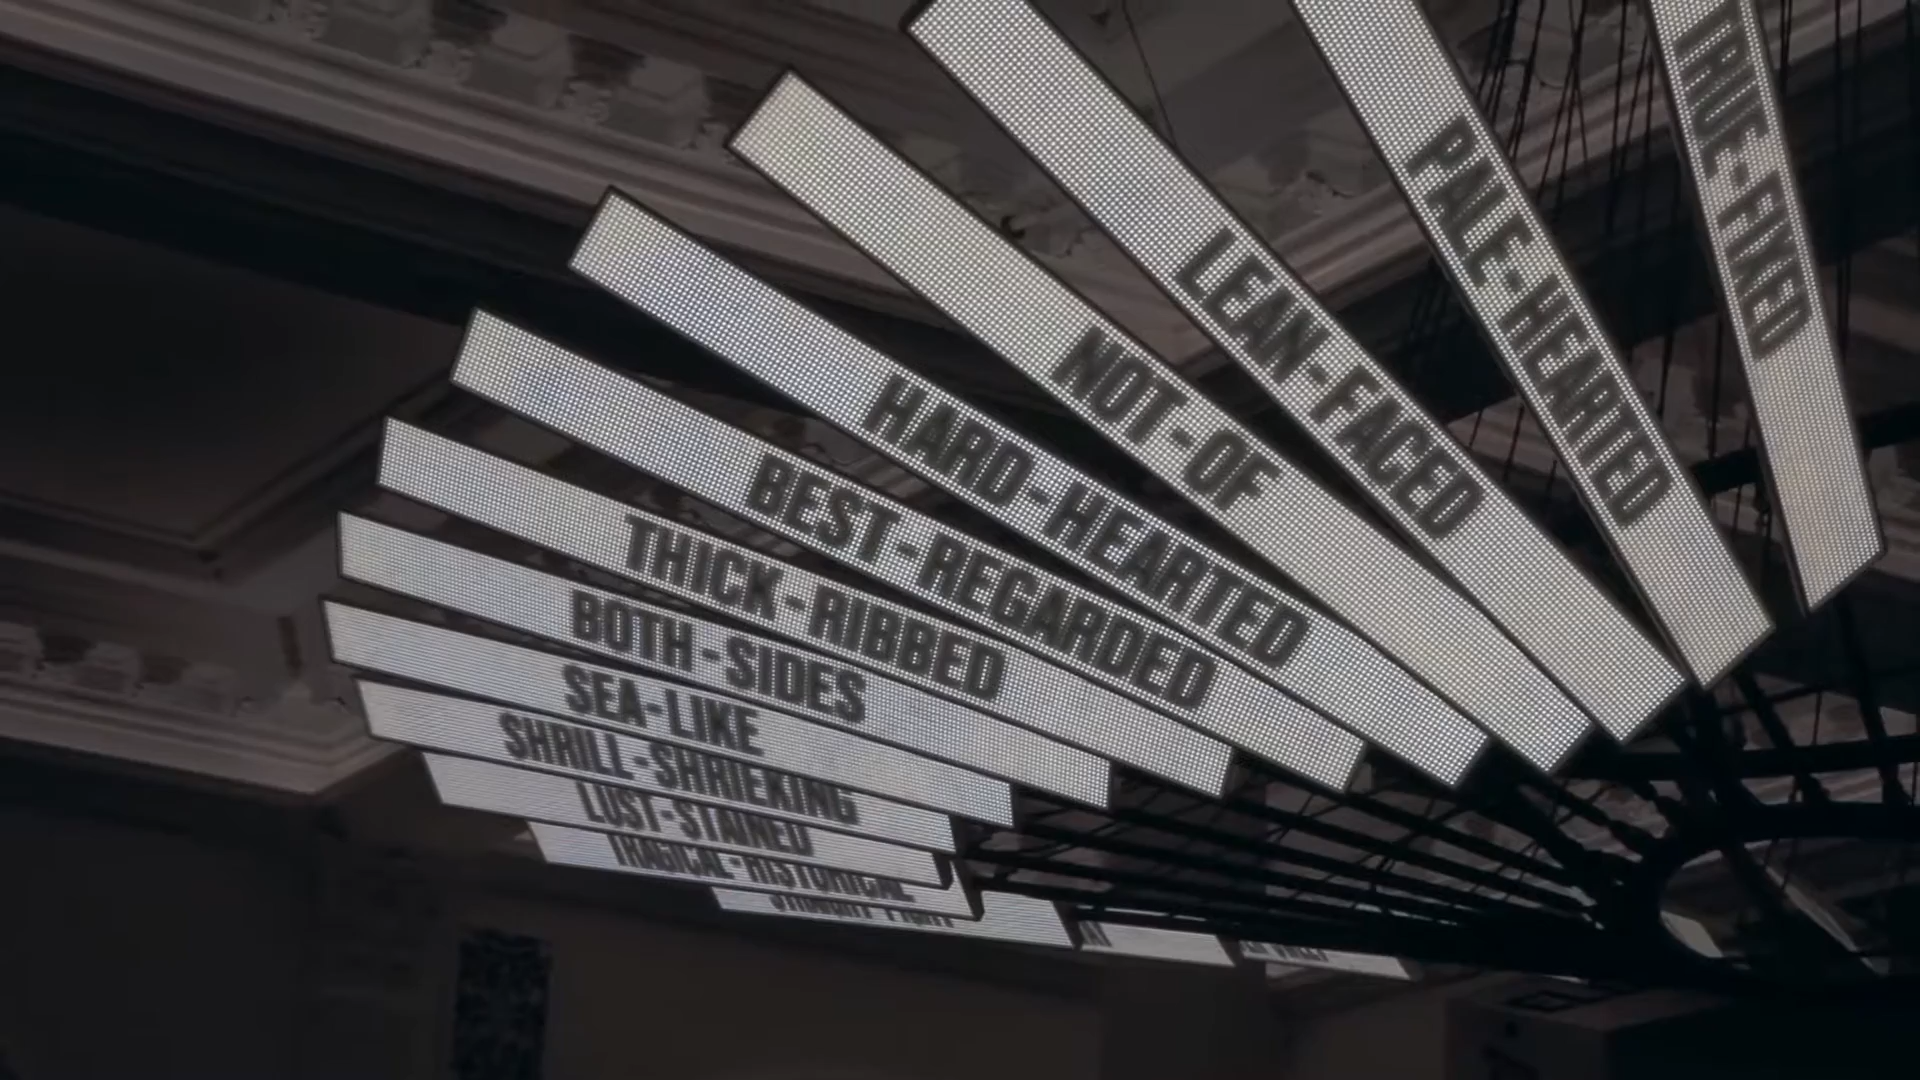 TRUE-FIXED
PALE-HEARTED
LEAN-FACED
NOT-OF
HARD-HEARTED
BEST-REGARDED
THICK-RIBBED
BOTH-SIDES
SEA-LIKE
SHRILL-SHRIEKING
LUST-STAINED
TRAGICAL-HISTORICAL